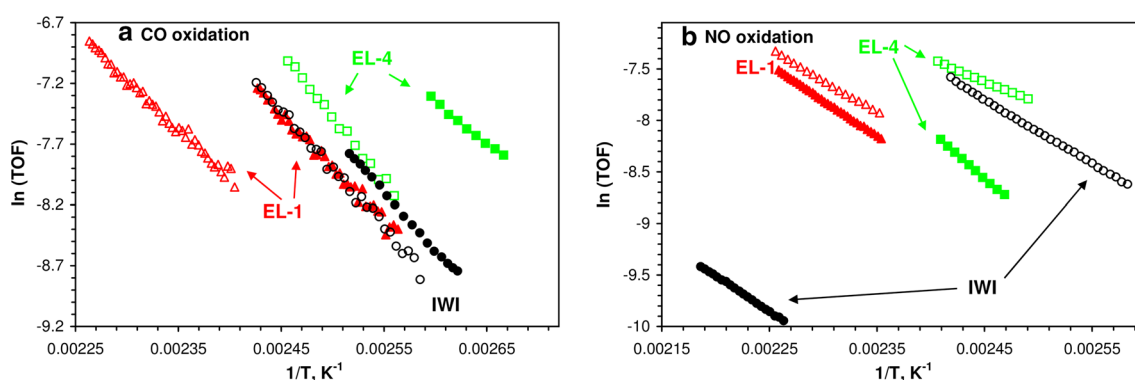 a CO oxidation
EL-4
EL-1
IWI
ln (TOF)
-6.7
-7.2
-7.7
-8.2
-8.7
-9.2
0.00225 0.00235 0.00245 0.00255 0.00265
1/T, K-1
b NO oxidation
EL-4
EL-1
IWI
ln (TOF)
-7.5
-8
-8.5
-9
-9.5
-10
0.00215 0.00225 0.00235 0.00245 0.00255
1/T, K-1